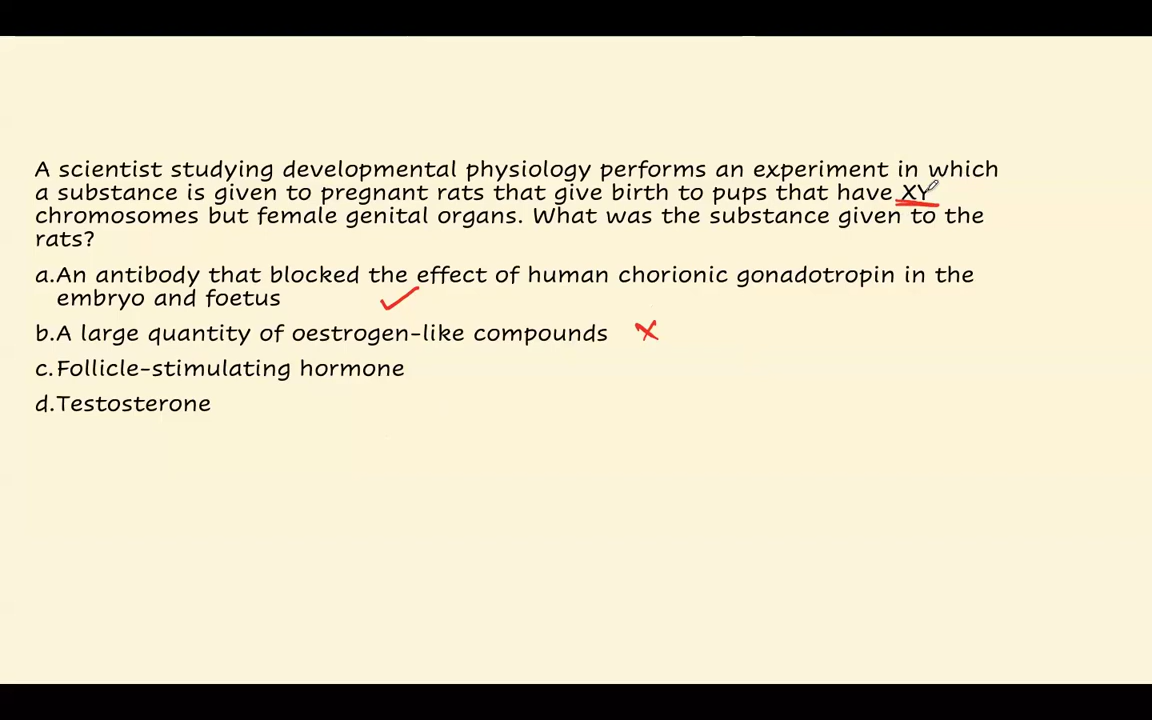 A scientist studying developmental physiology performs an experiment in which
a substance is given to pregnant rats that give birth to pups that have XY
chromosomes but female genital organs. What was the substance given to the
rats?
a.An antibody that blocked the effect of human chorionic gonadotropin in the
embryo and foetus
b.A large quantity of oestrogen-like compounds
c.Follicle-stimulating hormone
d.Testosterone